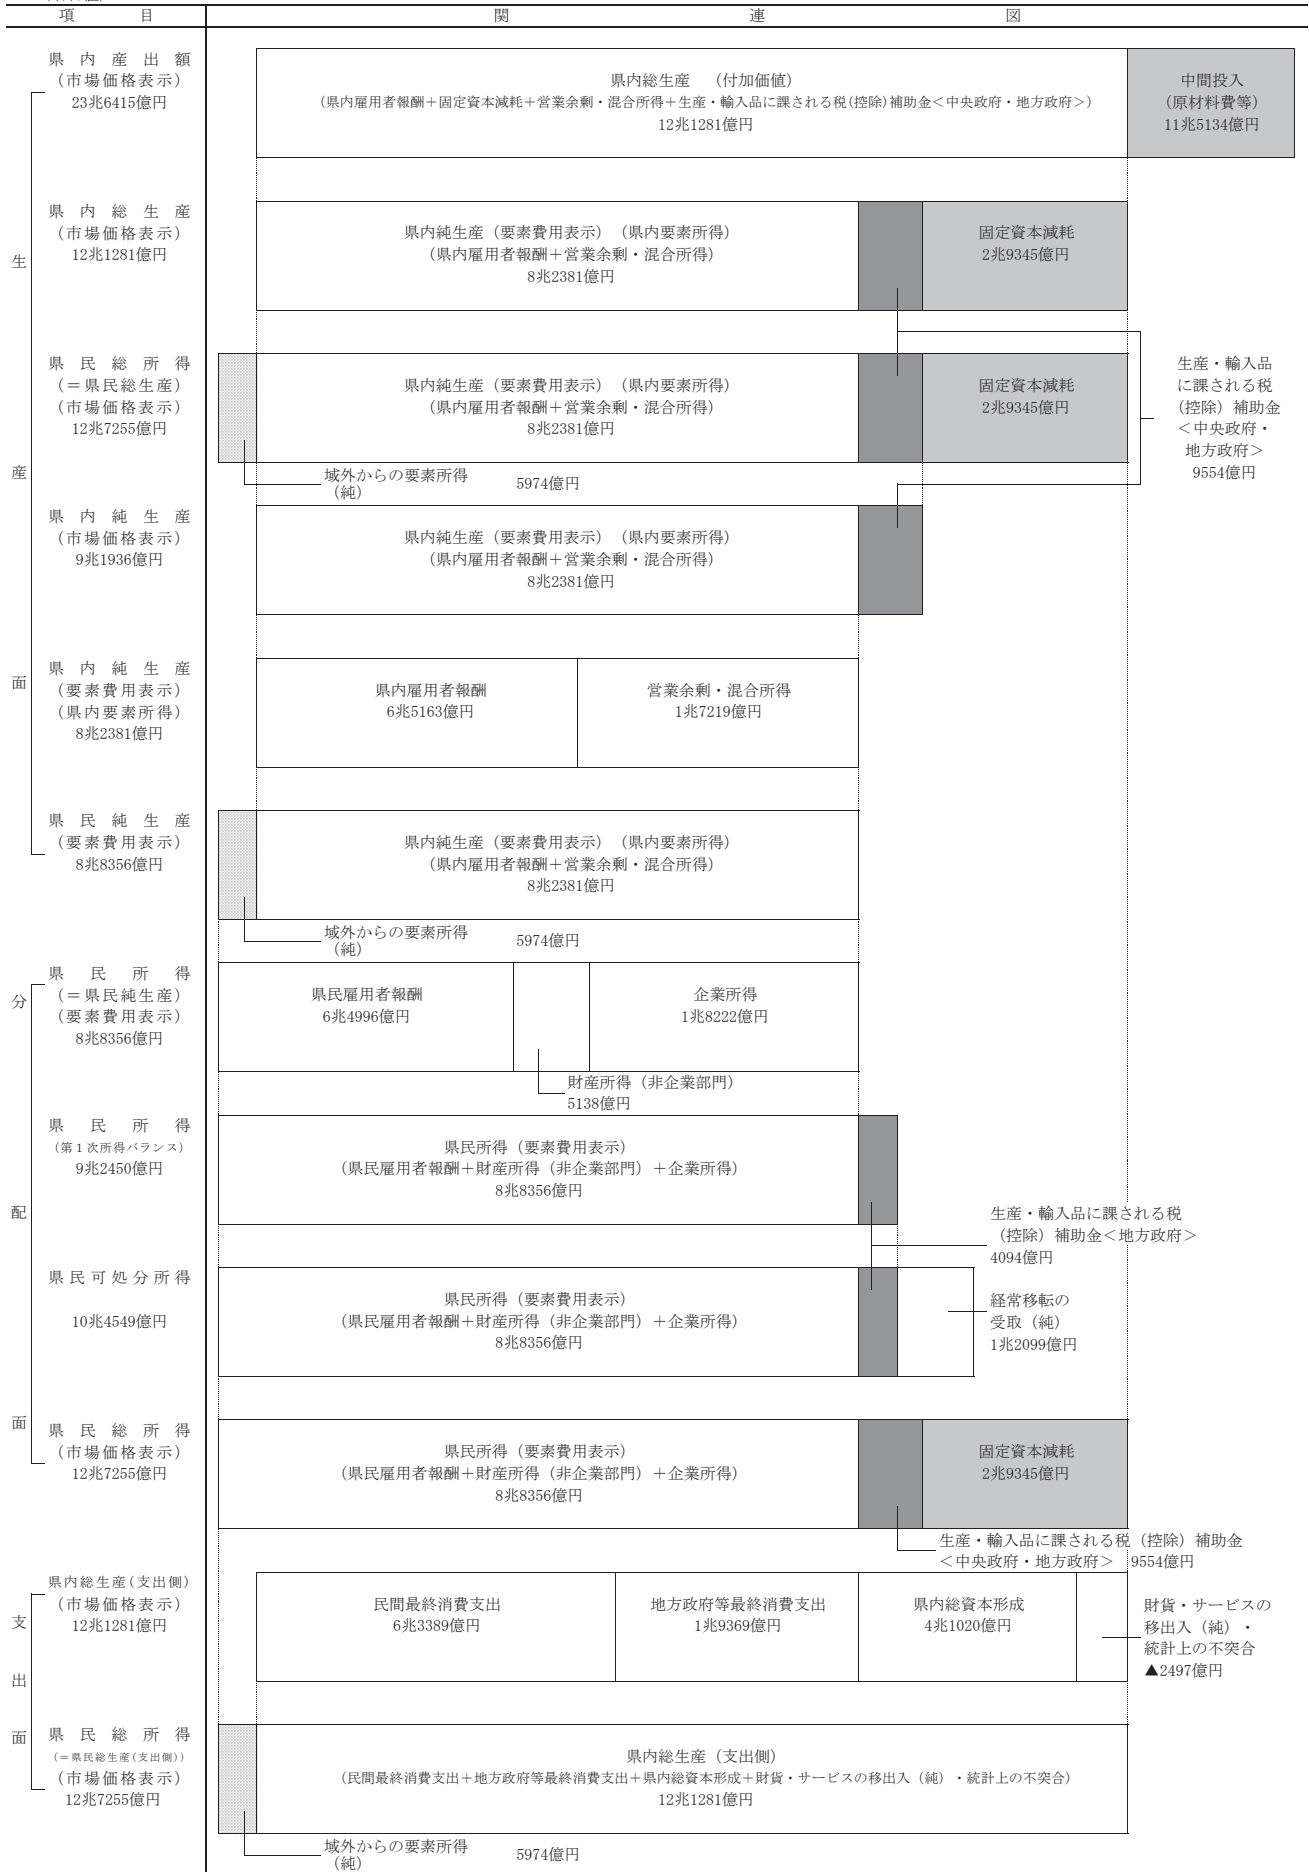 項　目　関　連　図
県内産出額
（市場価格表示）
23兆6415億円
県内総生産　（付加価値）
（県内雇用者報酬＋固定資本減耗＋営業余剰・混合所得＋生産・輸入品に課される税（控除）補助金＜中央政府・地方政府＞）
12兆1281億円
中間投入
（原材料費等）
11兆5134億円
生産面
県内総生産
（市場価格表示）
12兆1281億円
県内純生産（要素費用表示）（県内要素所得）
（県内雇用者報酬＋営業余剰・混合所得）
8兆2381億円
固定資本減耗
2兆9345億円
県民総所得
（＝県民総生産）
（市場価格表示）
12兆7255億円
県内純生産（要素費用表示）（県内要素所得）
（県内雇用者報酬＋営業余剰・混合所得）
8兆2381億円
固定資本減耗
2兆9345億円
生産・輸入品
に課される税
（控除）補助金
＜中央政府・
地方政府＞
9554億円
域外からの要素所得
（純）
5974億円
県内純生産
（市場価格表示）
9兆1936億円
県内純生産（要素費用表示）（県内要素所得）
（県内雇用者報酬＋営業余剰・混合所得）
8兆2381億円
県内純生産
（要素費用表示）
（県内要素所得）
8兆2381億円
県内雇用者報酬
6兆5163億円
営業余剰・混合所得
1兆7219億円
県民純生産
（要素費用表示）
8兆8356億円
県内純生産（要素費用表示）（県内要素所得）
（県内雇用者報酬＋営業余剰・混合所得）
8兆2381億円
域外からの要素所得
（純）
5974億円
分配面
県民所得
（＝県民純生産）
（要素費用表示）
8兆8356億円
県民雇用者報酬
6兆4996億円
企業所得
1兆8222億円
財産所得（非企業部門）
5138億円
県民所得
（第１次所得バランス）
9兆2450億円
県民所得（要素費用表示）
（県民雇用者報酬＋財産所得（非企業部門）＋企業所得）
8兆8356億円
生産・輸入品に課される税
（控除）補助金＜地方政府＞
4094億円
県民可処分所得
10兆4549億円
県民所得（要素費用表示）
（県民雇用者報酬＋財産所得（非企業部門）＋企業所得）
8兆8356億円
経常移転の
受取（純）
1兆2099億円
県民総所得
（市場価格表示）
12兆7255億円
県民所得（要素費用表示）
（県民雇用者報酬＋財産所得（非企業部門）＋企業所得）
8兆8356億円
固定資本減耗
2兆9345億円
生産・輸入品に課される税（控除）補助金
＜中央政府・地方政府＞　9554億円
支出面
県内総生産（支出側）
（市場価格表示）
12兆1281億円
民間最終消費支出
6兆3389億円
地方政府等最終消費支出
1兆9369億円
県内総資本形成
4兆1020億円
財貨・サービスの
移出入（純）・
統計上の不突合
▲2497億円
県民総所得
（＝県民総生産（支出側））
（市場価格表示）
12兆7255億円
県内総生産（支出側）
（民間最終消費支出＋地方政府等最終消費支出＋県内総資本形成＋財貨・サービスの移出入（純）・統計上の不突合）
12兆1281億円
域外からの要素所得
（純）
5974億円